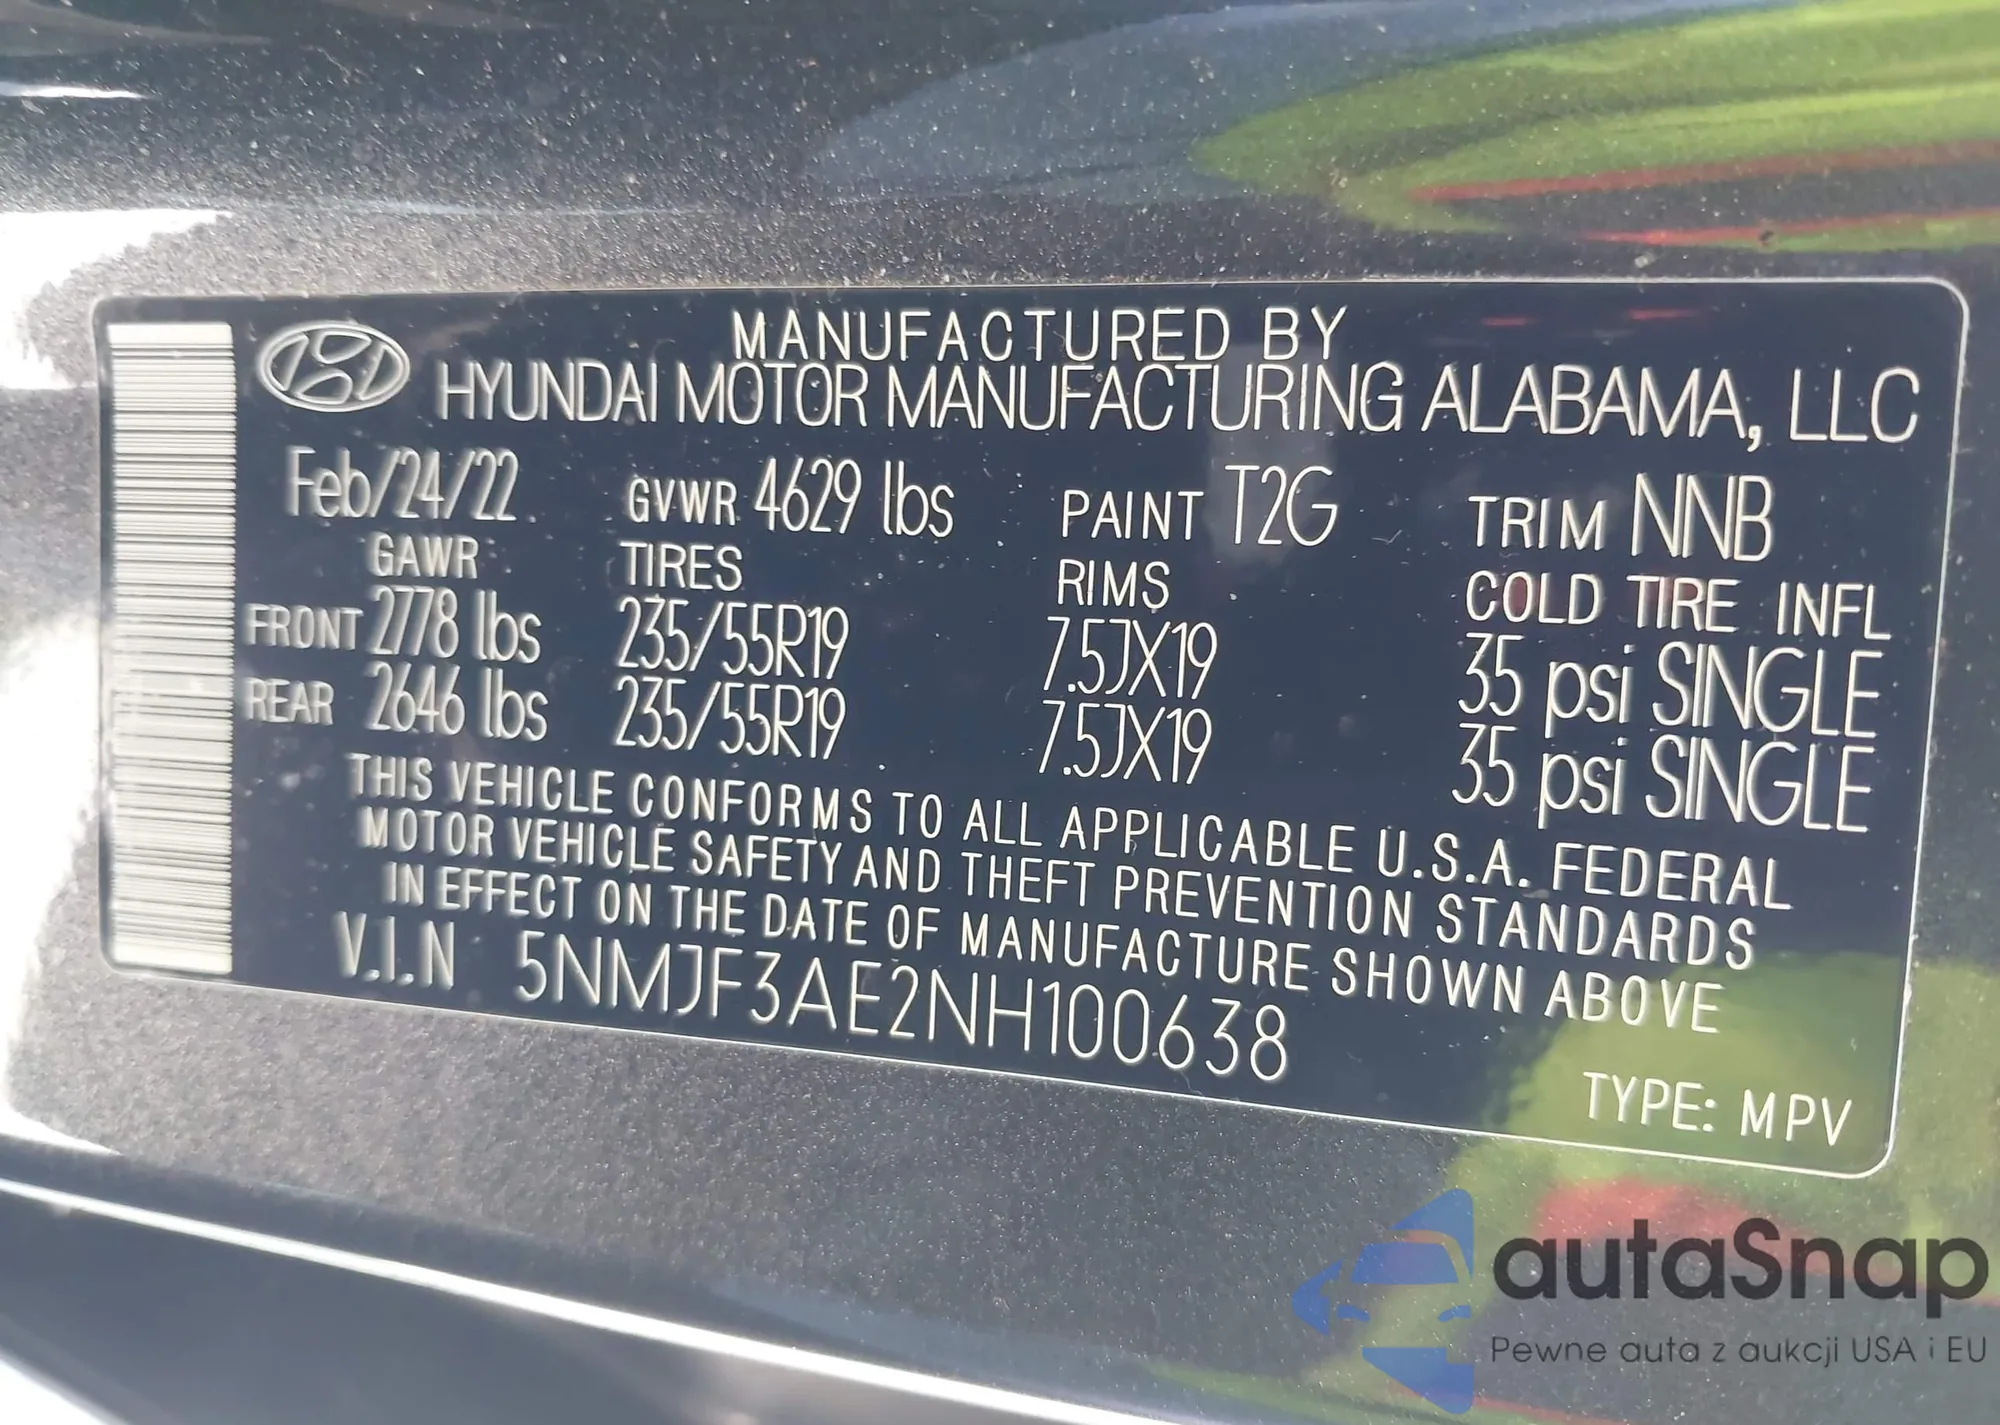 MANUFACTURED BY
HYUNDAI MOTOR MANUFACTURING ALABAMA, LLC
Feb/24/22 GVWR 4629 lbs PAINT T2G TRIM NNB
GAWR TIRES RIMS COLD TIRE INFL
FRONT 2778 lbs 235/55R19 7.5JX19 35 psi SINGLE
REAR 2646 lbs 235/55R19 7.5JX19 35 psi SINGLE
THIS VEHICLE CONFORMS TO ALL APPLICABLE U.S.A. FEDERAL
MOTOR VEHICLE SAFETY AND THEFT PREVENTION STANDARDS
IN EFFECT ON THE DATE OF MANUFACTURE SHOWN ABOVE
V.I.N 5NMJF3AE2NH100638
TYPE: MPV
autaSnap
Pewne auta z aukcji USA i EU